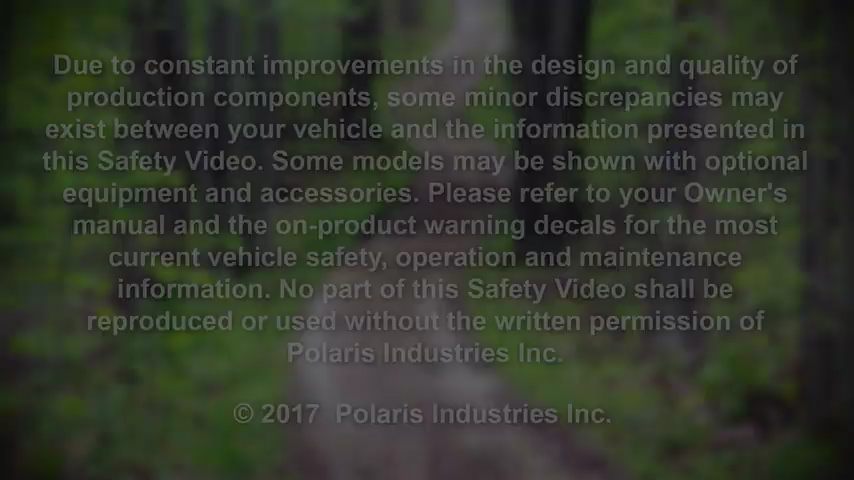 Due to constant improvements in the design and quality of
production components, some minor discrepancies may
exist between your vehicle and the information presented in
this Safety Video. Some models may be shown with optional
equipment and accessories. Please refer to your Owner's
manual and the on-product warning decals for the most
current vehicle safety, operation and maintenance
information. No part of this Safety Video shall be
reproduced or used without the written permission of
Polaris Industries Inc.
© 2017 Polaris Industries Inc.